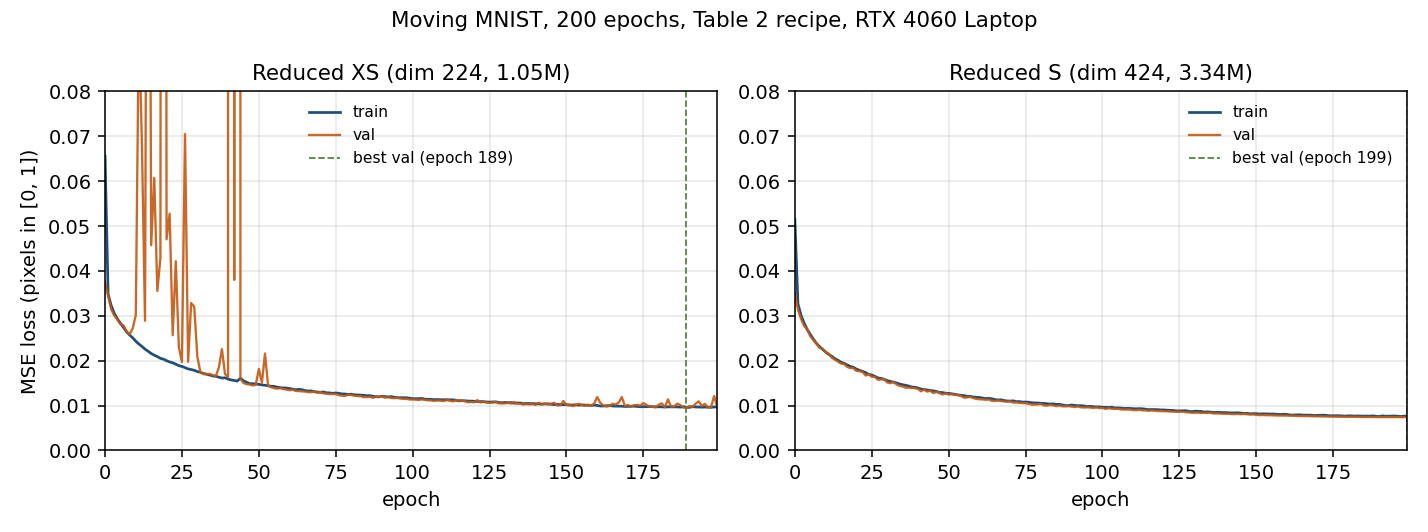 Moving MNIST, 200 epochs, Table 2 recipe, RTX 4060 Laptop
Reduced XS (dim 224, 1.05M)
MSE loss (pixels in [0, 1])
0.08
0.07
0.06
0.05
0.04
0.03
0.02
0.01
0.00
train
val
best val (epoch 189)
0 25 50 75 100 125 150 175
epoch
Reduced S (dim 424, 3.34M)
0.08
0.07
0.06
0.05
0.04
0.03
0.02
0.01
0.00
train
val
best val (epoch 199)
0 25 50 75 100 125 150 175
epoch